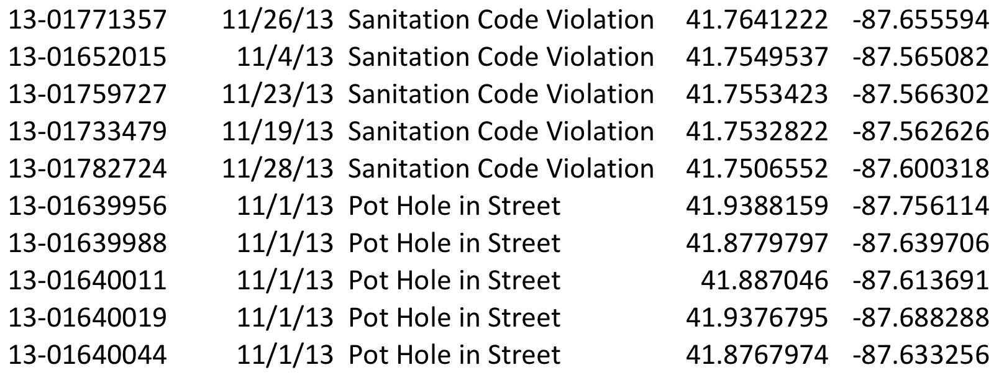 13-01771357 11/26/13 Sanitation Code Violation 41.7641222 -87.655594
13-01652015 11/4/13 Sanitation Code Violation 41.7549537 -87.565082
13-01759727 11/23/13 Sanitation Code Violation 41.7553423 -87.566302
13-01733479 11/19/13 Sanitation Code Violation 41.7532822 -87.562626
13-01782724 11/28/13 Sanitation Code Violation 41.7506552 -87.600318
13-01639956 11/1/13 Pot Hole in Street 41.9388159 -87.756114
13-01639988 11/1/13 Pot Hole in Street 41.8779797 -87.639706
13-01640011 11/1/13 Pot Hole in Street 41.887046 -87.613691
13-01640019 11/1/13 Pot Hole in Street 41.9376795 -87.688288
13-01640044 11/1/13 Pot Hole in Street 41.8767974 -87.633256